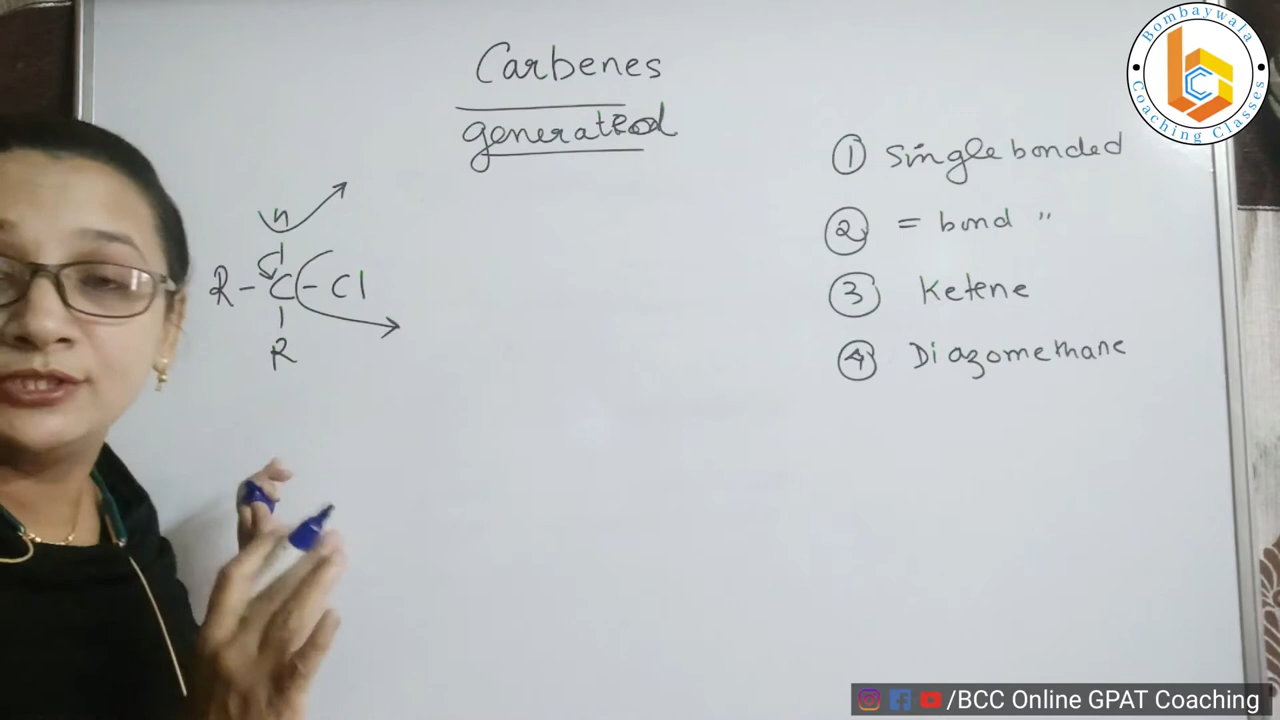 Carbenes
generated
① Single bonded
② = bond "
③ Ketene
④ Diazomethane
H
R - C - Cl
R
Bombaywala
Coaching Classes
/BCC Online GPAT Coaching